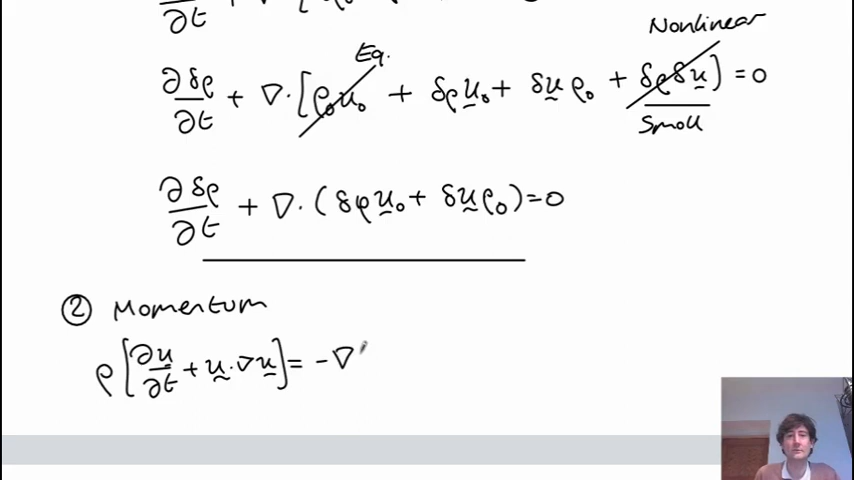 ∂t + ∇·(
Nonlinear
Eq.
∂δρ/∂t + ∇·[ρ₀u₀ + δρu₀ + δuρ₀ + δρδu] = 0
Small
∂δρ/∂t + ∇·(δρu₀ + δuρ₀) = 0
② Momentum
ρ[∂u/∂t + u·∇u] = -∇